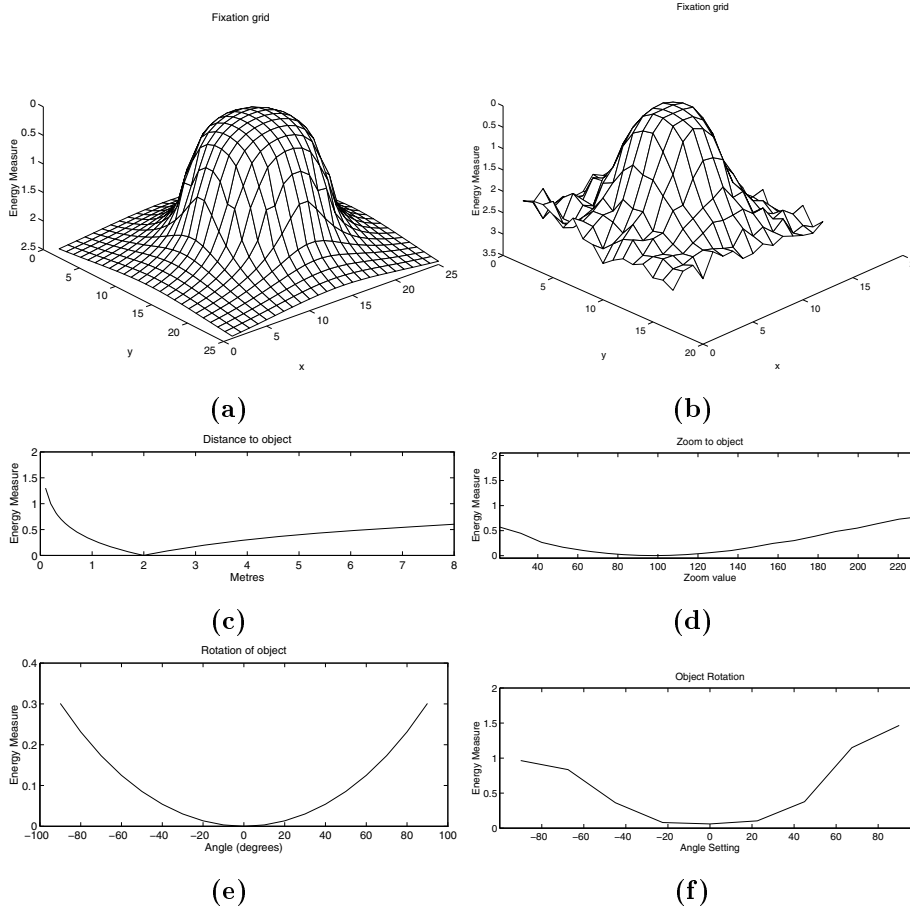 Fixation grid
0
0.5
1
1.5
2
2.5
Energy Measure
0
5
10
15
20
25
y
0
5
10
15
20
25
x
(a)
Fixation grid
0
0.5
1
1.5
2
2.5
3
3.5
Energy Measure
0
5
10
15
20
y
0
5
10
15
x
(b)
Distance to object
2
1.5
1
0.5
0
Energy Measure
0 1 2 3 4 5 6 7 8
Metres
(c)
Zoom to object
2
1.5
1
0.5
0
Energy Measure
40 60 80 100 120 140 160 180 200 220
Zoom value
(d)
Rotation of object
0.4
0.3
0.2
0.1
0
Energy Measure
−100 −80 −60 −40 −20 0 20 40 60 80 100
Angle (degrees)
(e)
Object Rotation
2
1.5
1
0.5
0
Energy Measure
−80 −60 −40 −20 0 20 40 60 80
Angle Setting
(f)